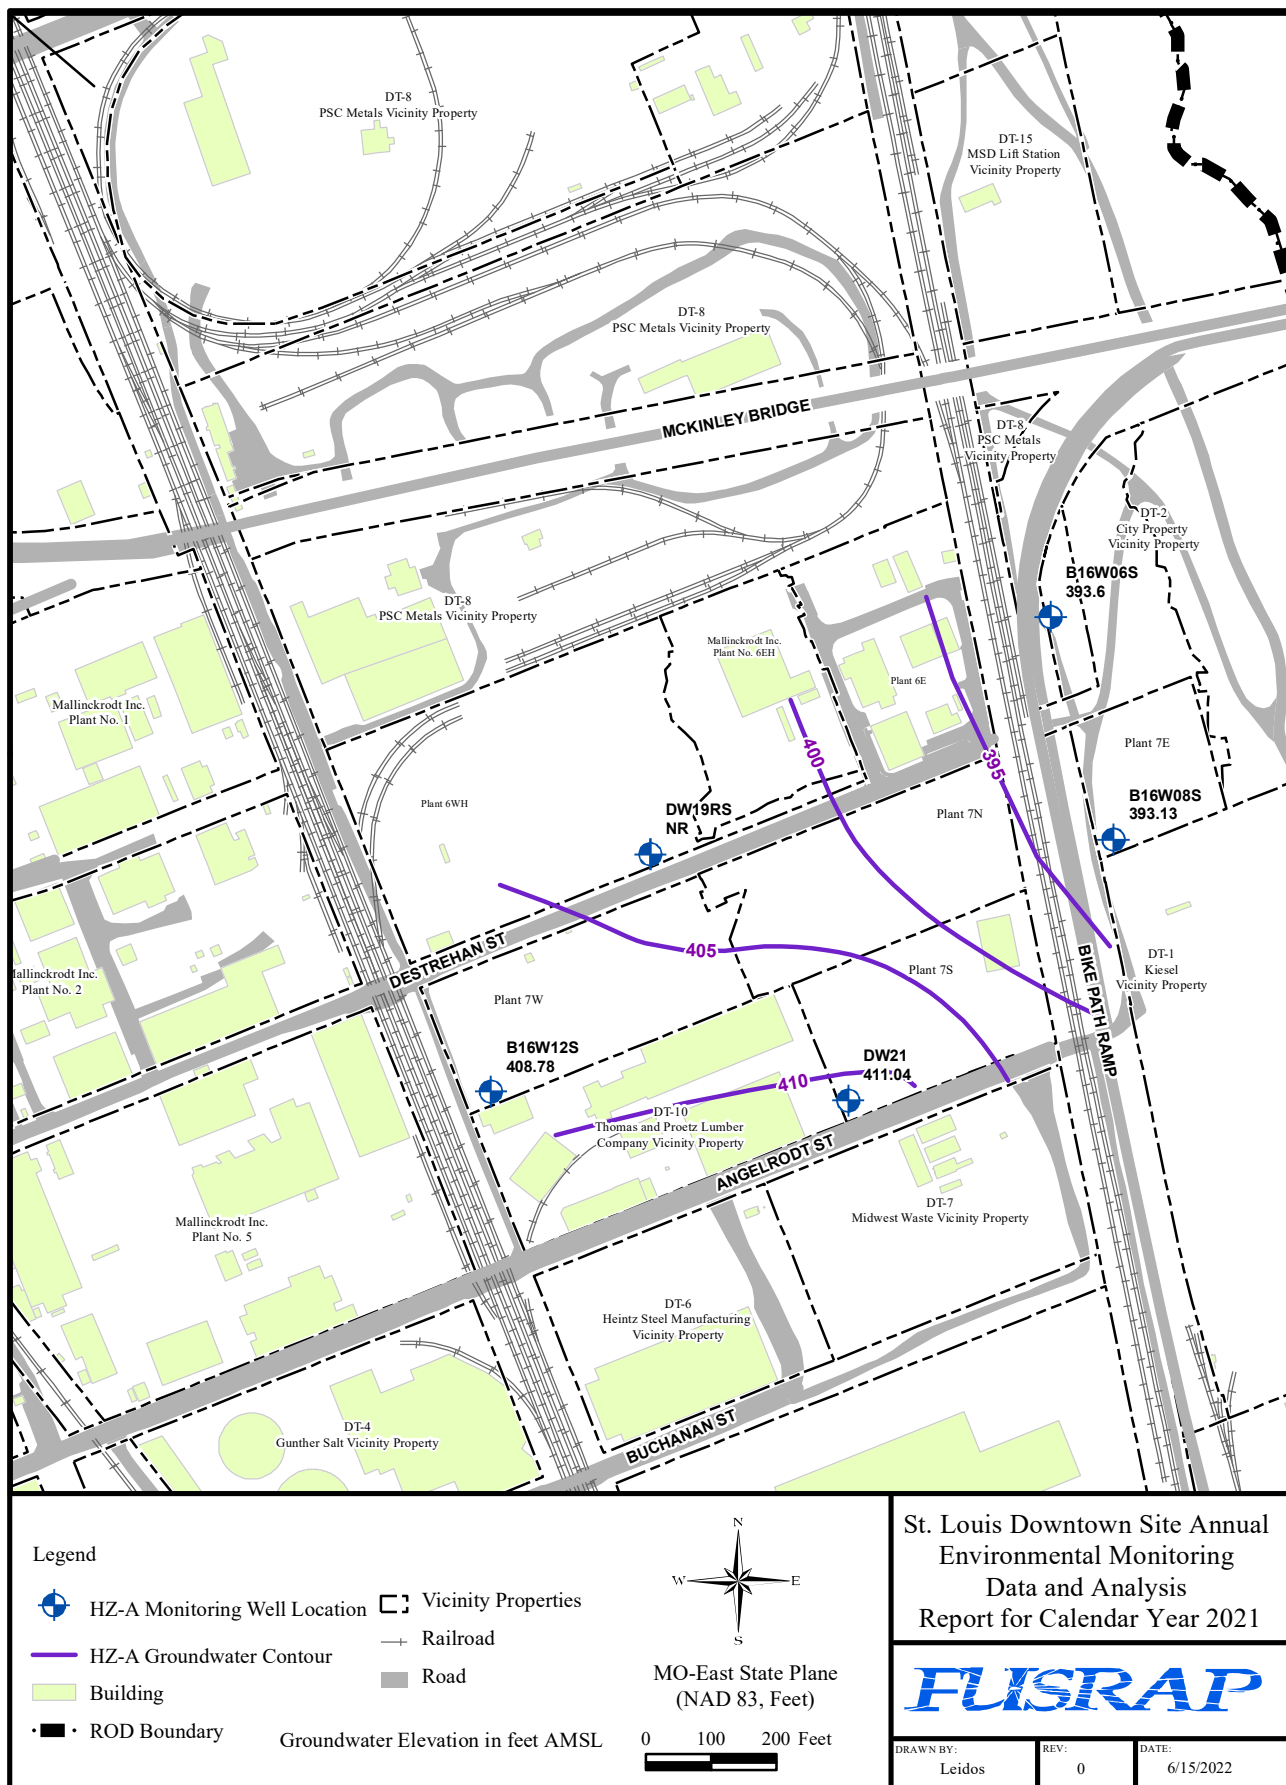 DT-8
PSC Metals Vicinity Property
DT-15
MSD Lift Station
Vicinity Property
DT-8
PSC Metals Vicinity Property
MCKINLEY BRIDGE
DT-8
PSC Metals
Vicinity Property
DT-2
City Property
Vicinity Property
B16W06S
393.6
DT-8
PSC Metals Vicinity Property
Mallinckrodt Inc.
Plant No. 6EH
Plant 6E
Mallinckrodt Inc.
Plant No. 1
400
395
Plant 7E
Plant 6WH
DW19RS
NR
Plant 7N
B16W08S
393.13
405
DESTREHAN ST
Mallinckrodt Inc.
Plant No. 2
Plant 7W
Plant 7S
BIKE PATH RAMP
DT-1
Kiesel
Vicinity Property
B16W12S
408.78
DW21
411.04
410
DT-10
Thomas and Proetz Lumber
Company Vicinity Property
ANGELRODT ST
DT-7
Midwest Waste Vicinity Property
Mallinckrodt Inc.
Plant No. 5
DT-6
Heintz Steel Manufacturing
Vicinity Property
DT-4
Gunther Salt Vicinity Property
BUCHANAN ST
Legend
HZ-A Monitoring Well Location
HZ-A Groundwater Contour
Building
ROD Boundary
Vicinity Properties
Railroad
Road
Groundwater Elevation in feet AMSL
N
W
E
S
MO-East State Plane
(NAD 83, Feet)
0 100 200 Feet
St. Louis Downtown Site Annual
Environmental Monitoring
Data and Analysis
Report for Calendar Year 2021
FUSRAP
DRAWN BY:
Leidos
REV:
0
DATE:
6/15/2022